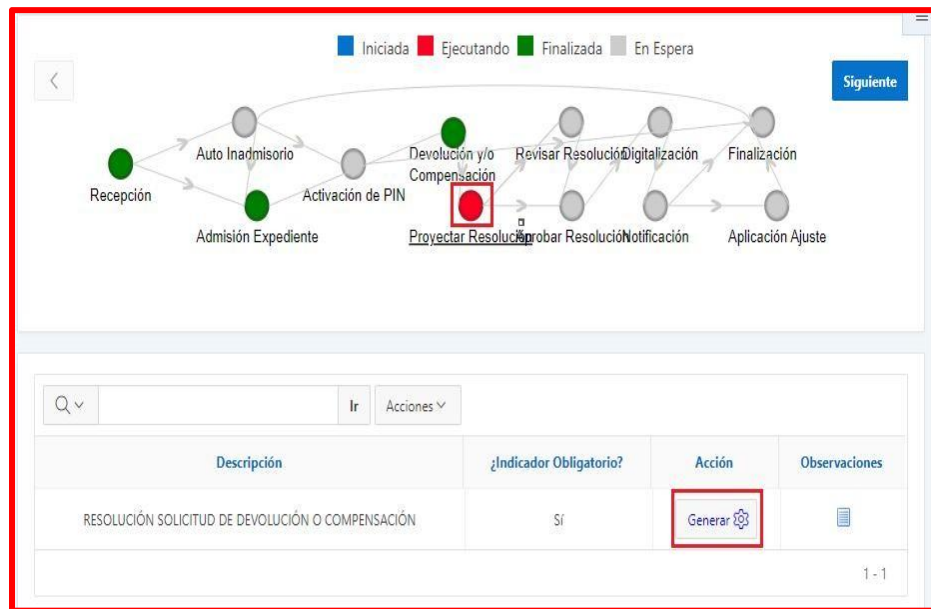 Iniciada Ejecutando Finalizada En Espera
Siguiente
Auto Inadmisorio
Devolución y/o
Compensación
Revisar Resolución
Digitalización
Finalización
Recepción
Activación de PIN
Admisión Expediente
Proyectar Resolución
Aprobar Resolución
Notificación
Aplicación Ajuste
Ir Acciones
Descripción ¿Indicador Obligatorio? Acción Observaciones
RESOLUCIÓN SOLICITUD DE DEVOLUCIÓN O COMPENSACIÓN Sí Generar
1 - 1